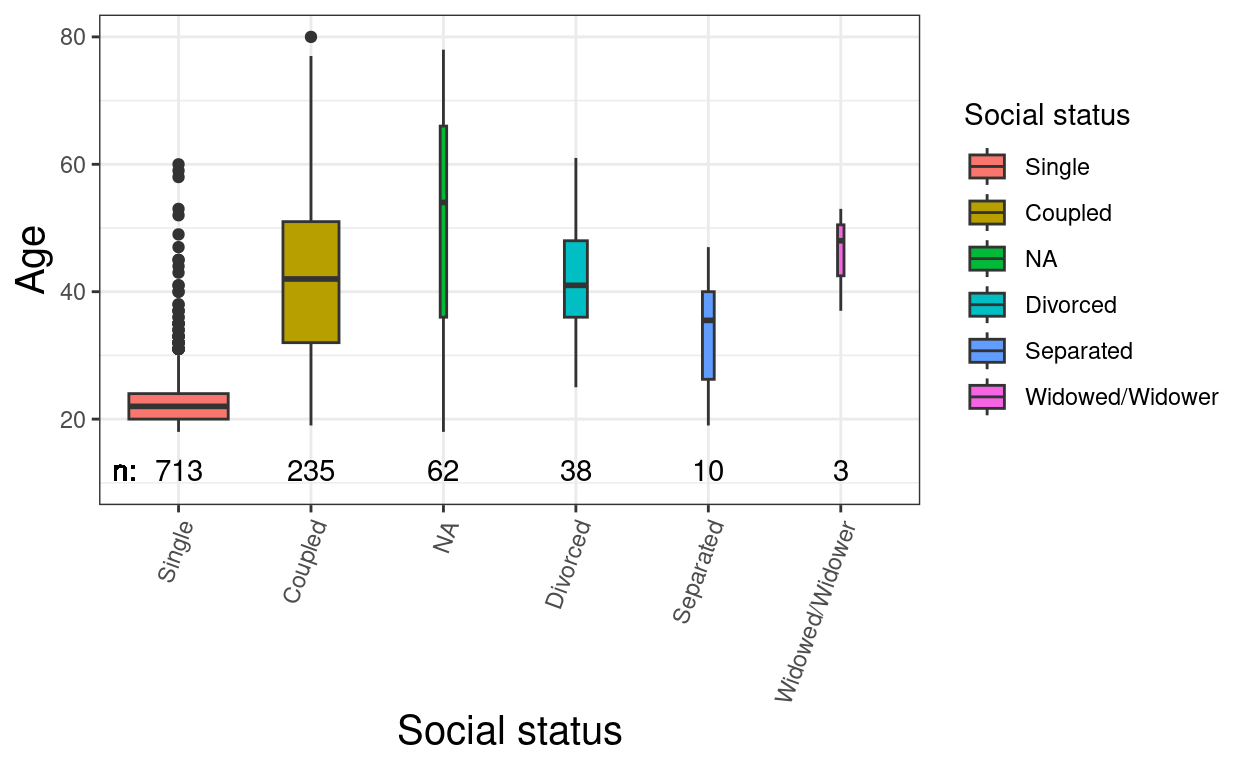 80
60
40
20
Age
n: 713 235 62 38 10 3
Single
Coupled
NA
Divorced
Separated
Widowed/Widower
Social status
Social status
Single
Coupled
NA
Divorced
Separated
Widowed/Widower